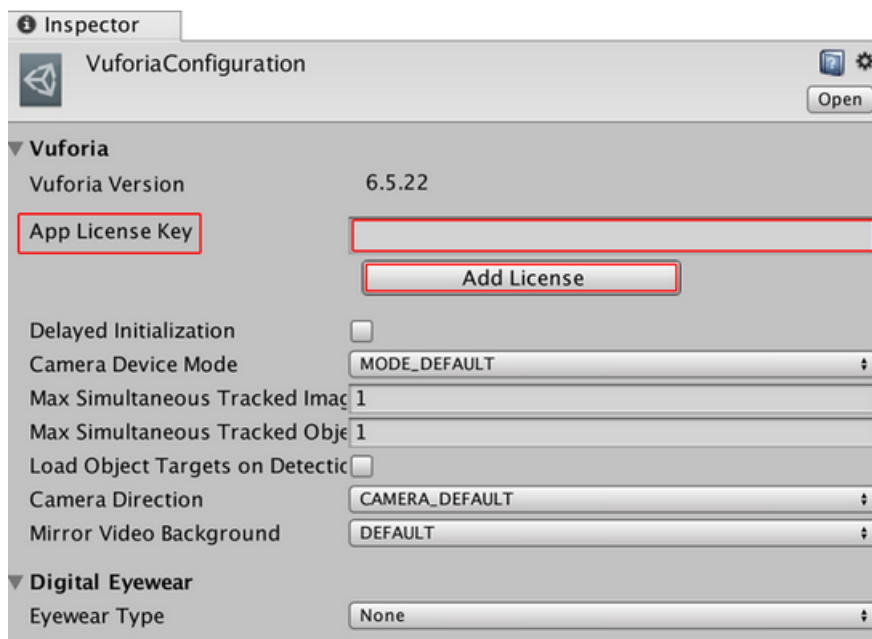 Inspector
VuforiaConfiguration
Open
Vuforia
Vuforia Version 6.5.22
App License Key
Add License
Delayed Initialization
Camera Device Mode MODE_DEFAULT
Max Simultaneous Tracked Imag 1
Max Simultaneous Tracked Obje 1
Load Object Targets on Detectic
Camera Direction CAMERA_DEFAULT
Mirror Video Background DEFAULT
Digital Eyewear
Eyewear Type None